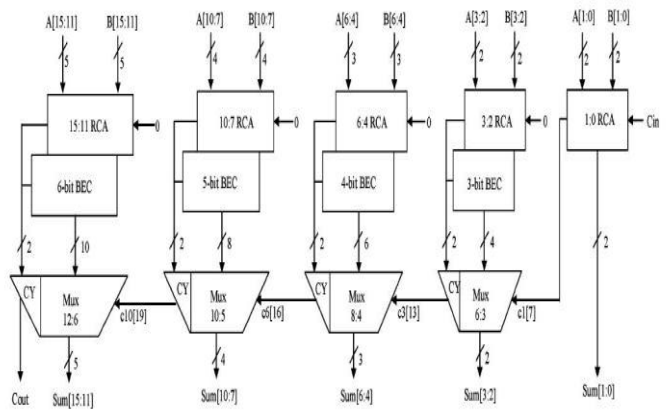 A[15:11] B[15:11] A[10:7] B[10:7] A[6:4] B[6:4] A[3:2] B[3:2] A[1:0] B[1:0]
5 5 4 4 3 3 2 2 2 2
15:11 RCA 0 10:7 RCA 0 6:4 RCA 0 3:2 RCA 0 1:0 RCA Cin
6-bit BEC 5-bit BEC 4-bit BEC 3-bit BEC
2 10 2 8 2 6 2 4 2
CY Mux CY Mux CY Mux CY Mux
12:6 c10[19] 10:5 c6[16] 8:4 c3[13] 6:3 c1[7]
5 4 3 2
Cout Sum[15:11] Sum[10:7] Sum[6:4] Sum[3:2] Sum[1:0]